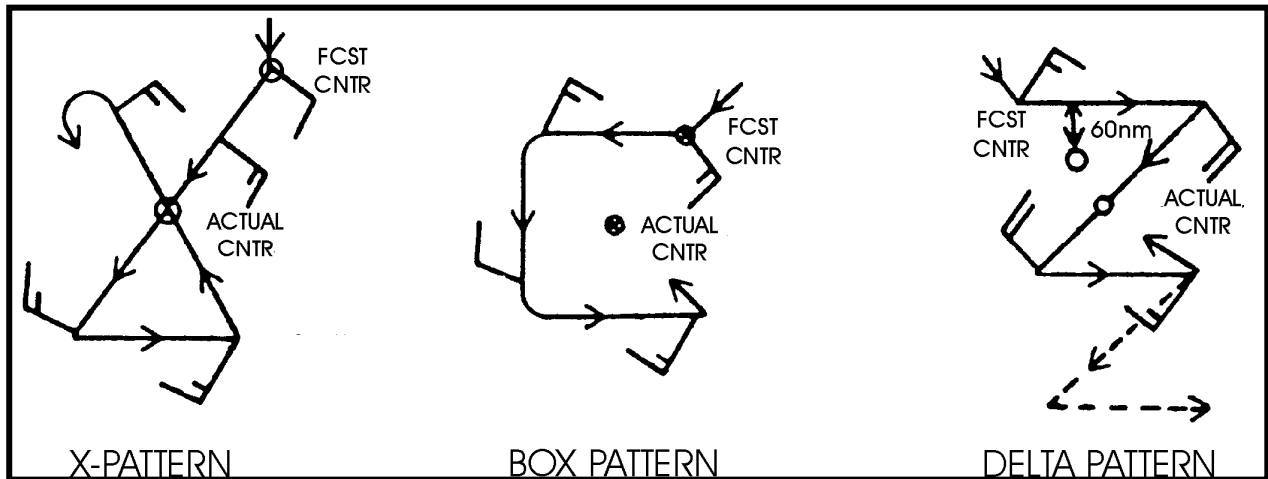 FCST
CNTR
ACTUAL
CNTR
X-PATTERN
FCST
CNTR
ACTUAL
CNTR
BOX PATTERN
FCST
CNTR
60nm
ACTUAL,
CNTR
DELTA PATTERN